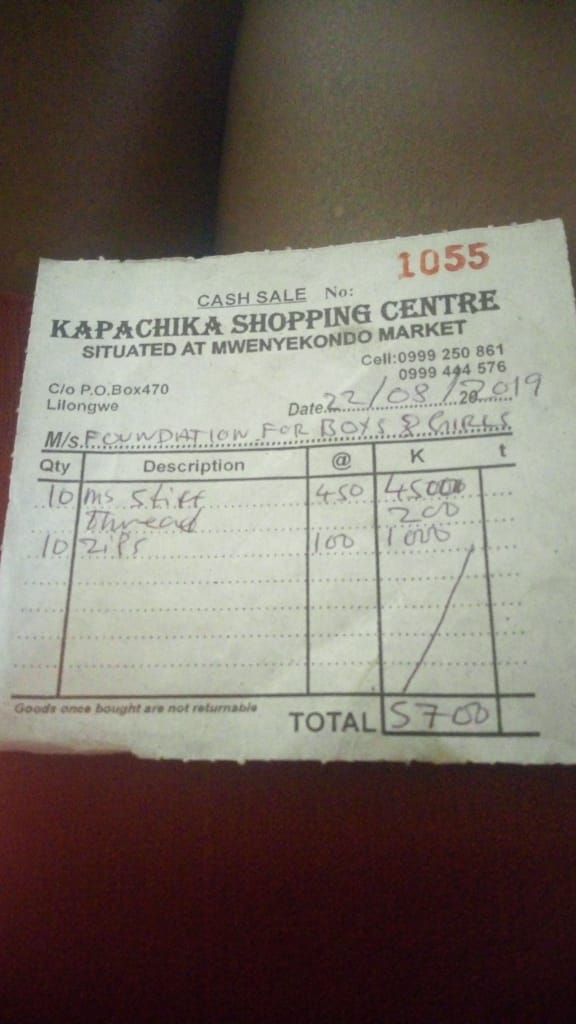 1055
CASH SALE No:
KAPACHIKA SHOPPING CENTRE
SITUATED AT MWENYEKONDO MARKET
Cell:0999 250 861
0999 444 576
C/o P.O.Box470
Lilongwe
Date 22/08/2019
M/s. FOUNDATION FOR BOYS & GIRLS
Qty Description @ K t
10 ms Stiff 450 45000
Thread 200
10 zips 100 1000
Goods once bought are not returnable
TOTAL 5700